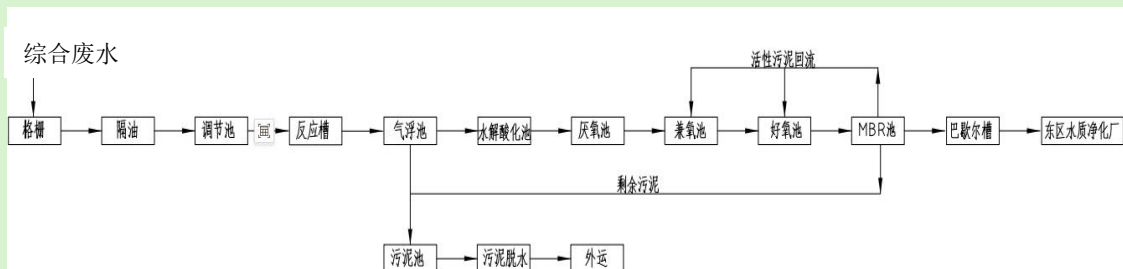 综合废水
活性污泥回流
格栅
隔油
调节池
反应槽
气浮池
水解酸化池
厌氧池
兼氧池
好氧池
MBR池
巴歇尔槽
东区水质净化厂
剩余污泥
污泥池
污泥脱水
外运